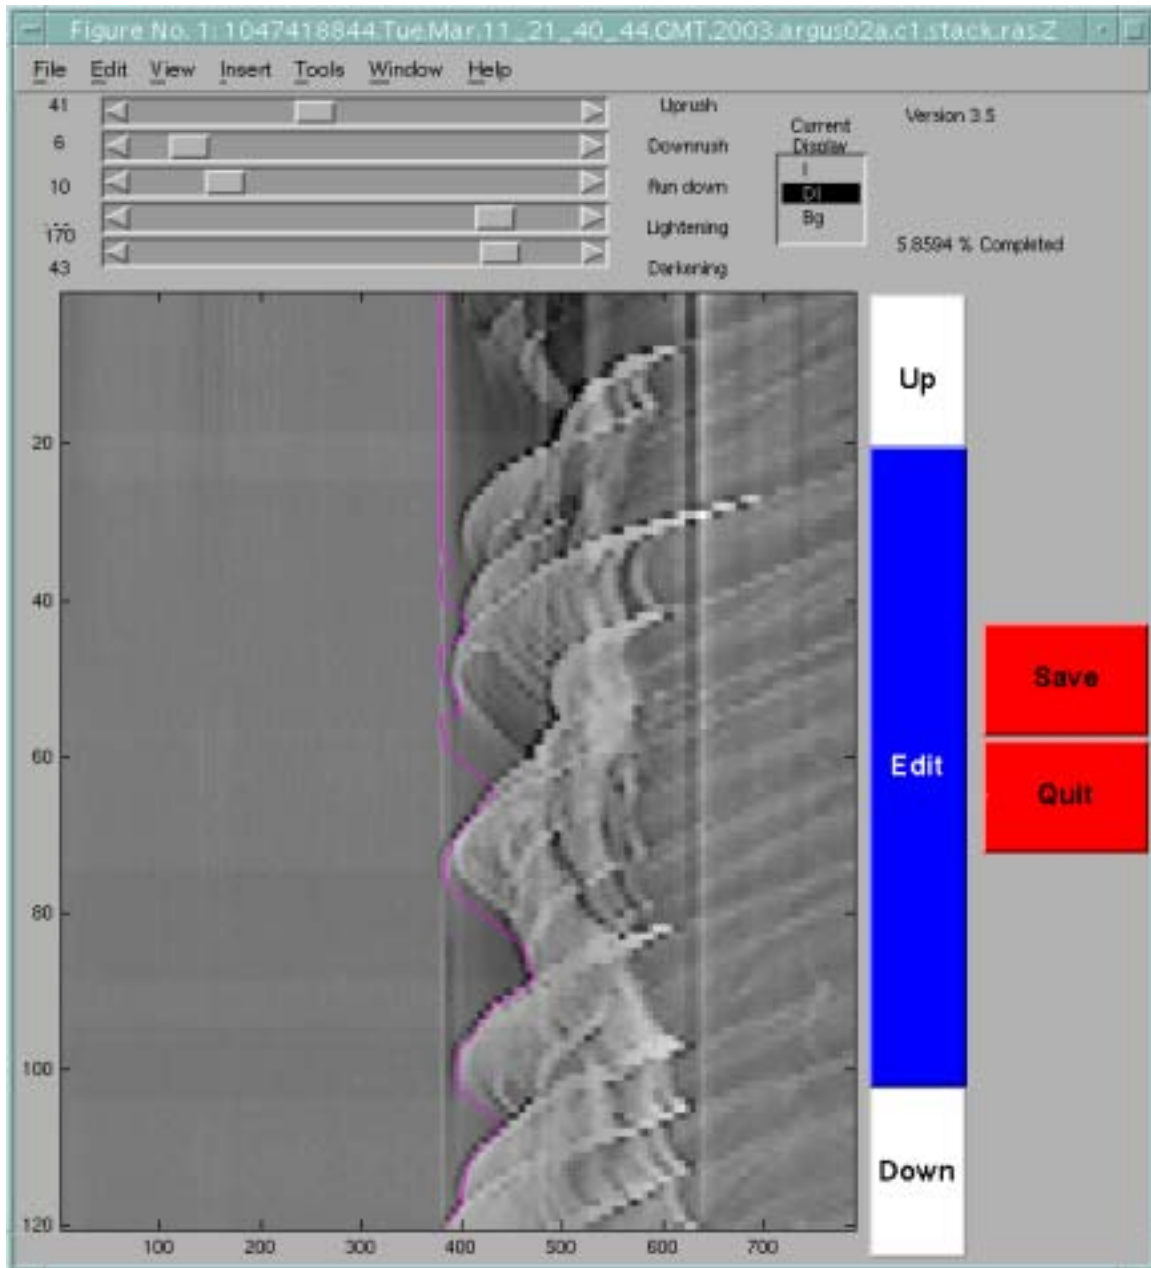 Figure No. 1: 1047418844.Tue.Mar.11_21_40_44.GMT.2003.argus02a.c1.stack.ras.Z
File Edit View Insert Tools Window Help
41 Uprush
6 Downrush
10 Run down
Lightening
170
43 Darkening
Current
Display
I
DI
Bg
Version 3.5
5.8594 % Completed
20
40
60
80
100
120
100 200 300 400 500 600 700
Up
Edit
Down
Save
Quit